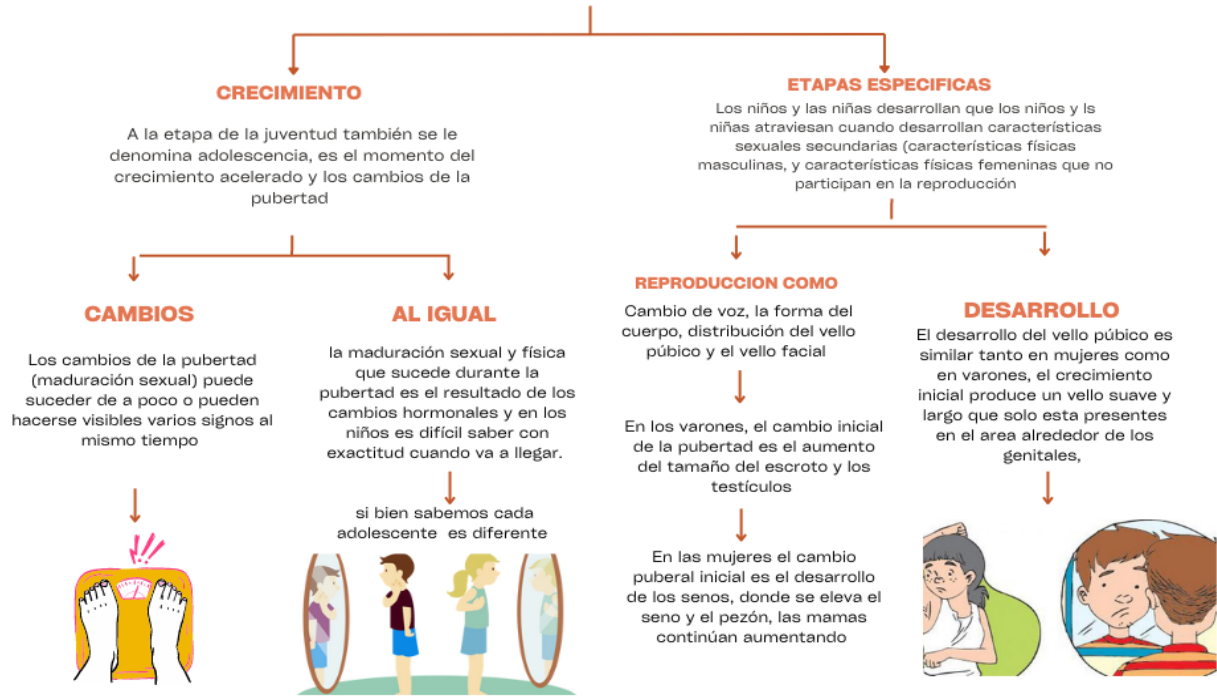 CRECIMIENTO
A la etapa de la juventud también se le
denomina adolescencia, es el momento del
crecimiento acelerado y los cambios de la
pubertad
ETAPAS ESPECIFICAS
Los niños y las niñas desarrollan que los niños y ls
niñas atraviesan cuando desarrollan características
sexuales secundarias (características físicas
masculinas, y características físicas femeninas que no
participan en la reproducción
CAMBIOS
Los cambios de la pubertad
(maduración sexual) puede
suceder de a poco o pueden
hacerse visibles varios signos al
mismo tiempo
AL IGUAL
la maduración sexual y física
que sucede durante la
pubertad es el resultado de los
cambios hormonales y en los
niños es difícil saber con
exactitud cuando va a llegar.
si bien sabemos cada
adolescente es diferente
REPRODUCCION COMO
Cambio de voz, la forma del
cuerpo, distribución del vello
púbico y el vello facial
En los varones, el cambio inicial
de la pubertad es el aumento
del tamaño del escroto y los
testículos
En las mujeres el cambio
puberal inicial es el desarrollo
de los senos, donde se eleva el
seno y el pezón, las mamas
continúan aumentando
DESARROLLO
El desarrollo del vello púbico es
similar tanto en mujeres como
en varones, el crecimiento
inicial produce un vello suave y
largo que solo esta presentes
en el area alrededor de los
genitales,